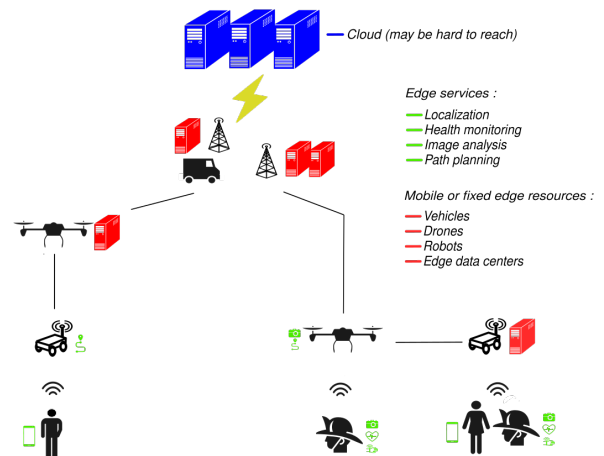 Cloud (may be hard to reach)
Edge services :
Localization
Health monitoring
Image analysis
Path planning
Mobile or fixed edge resources :
Vehicles
Drones
Robots
Edge data centers